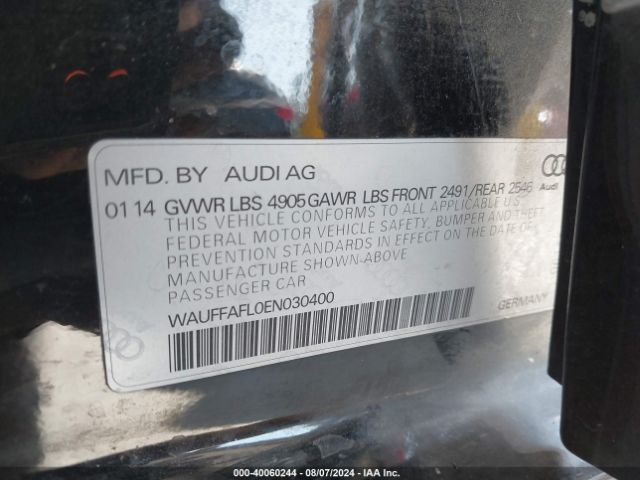 MFD. BY AUDI AG
01 14 GVWR LBS 4905 GAWR LBS FRONT 2491/REAR 2546
THIS VEHICLE CONFORMS TO ALL APPLICABLE U.S.
FEDERAL MOTOR VEHICLE SAFETY, BUMPER AND THEFT
PREVENTION STANDARDS IN EFFECT ON THE DATE OF
MANUFACTURE SHOWN ABOVE
PASSENGER CAR
Audi
WAUFFAFL0EN030400
GERMANY
000-40060244 - 08/07/2024 - IAA Inc.